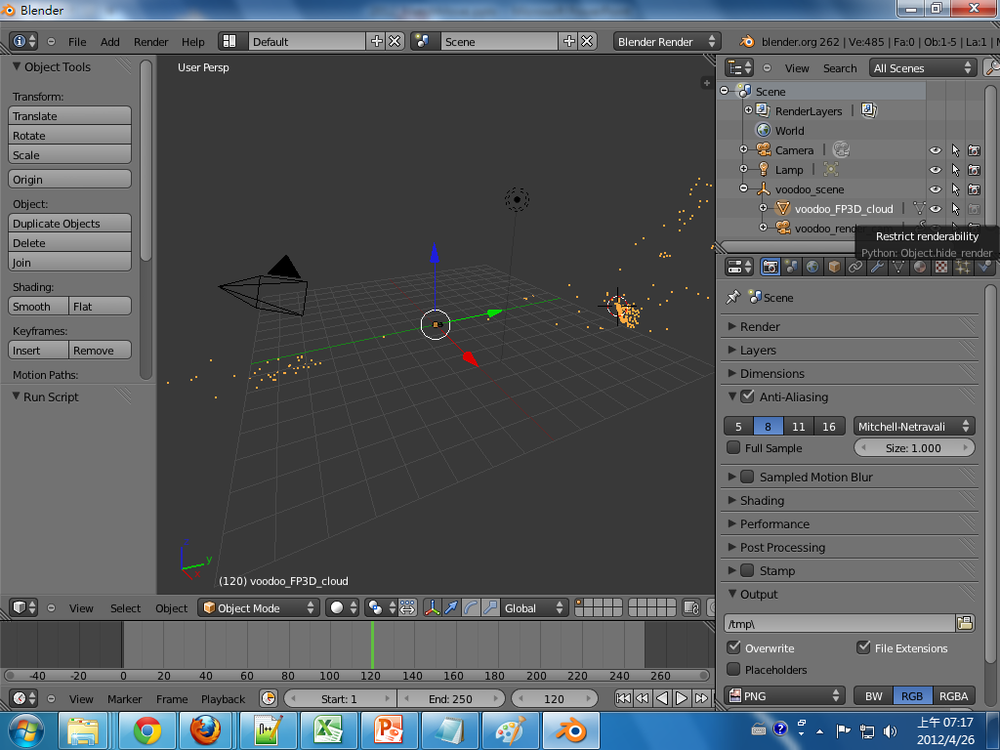 Blender
File Add Render Help Default Scene Blender Render blender.org 262 | Ve:485 | Fa:0 | Ob:1-5 | La:1 |
Object Tools
Transform:
Translate
Rotate
Scale
Origin
Object:
Duplicate Objects
Delete
Join
Shading:
Smooth Flat
Keyframes:
Insert Remove
Motion Paths:
Run Script
User Persp
y
(120) voodoo_FP3D_cloud
View Select Object Object Mode Global
-40 -20 0 20 40 60 80 100 120 140 160 180 200 220 240 260
View Marker Frame Playback Start: 1 End: 250 120
View Search All Scenes
Scene
RenderLayers |
World
Camera |
Lamp |
voodoo_scene
voodoo_FP3D_cloud |
Restrict renderability
Python: Object.hide_render
Scene
Render
Layers
Dimensions
Anti-Aliasing
5 8 11 16 Mitchell-Netravali
Full Sample Size: 1.000
Sampled Motion Blur
Shading
Performance
Post Processing
Stamp
Output
/tmp\
Overwrite File Extensions
Placeholders
PNG BW RGB RGBA
上午 07:17
2012/4/26